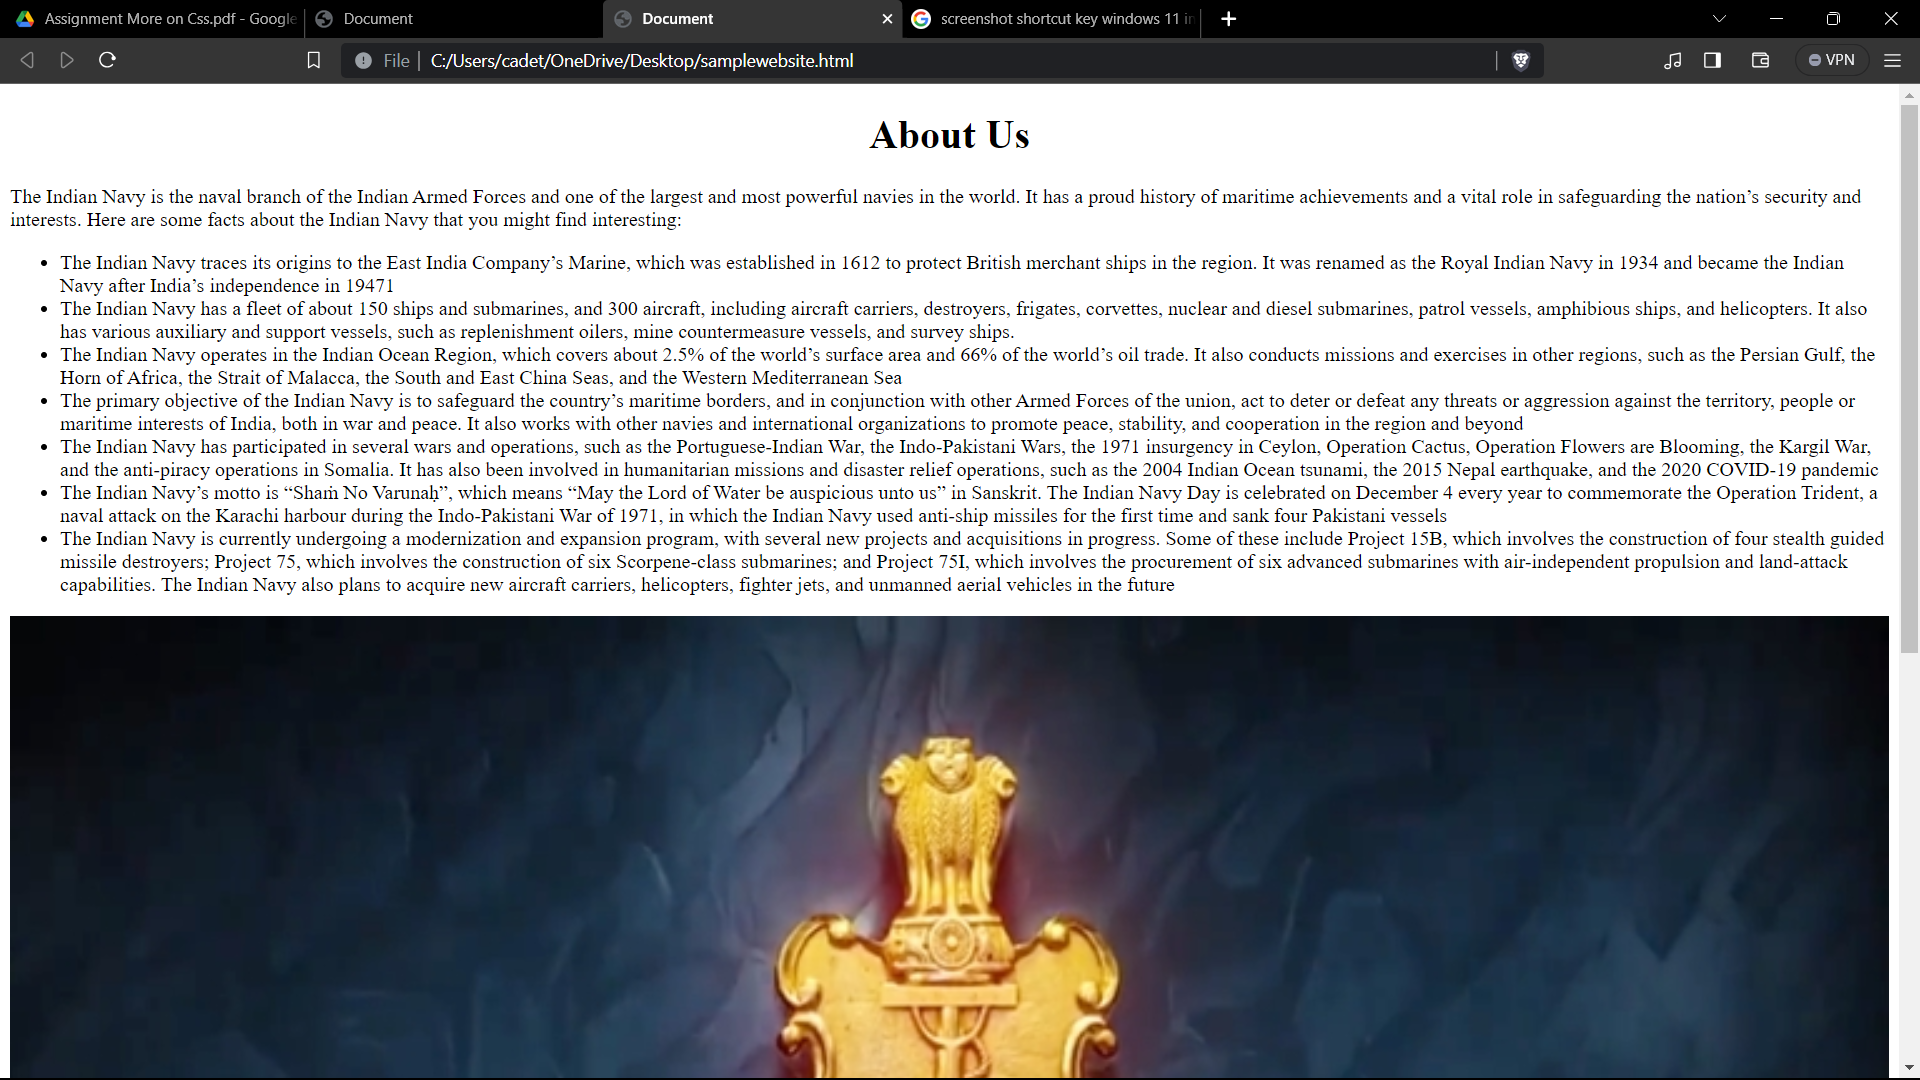 Assignment More on Css.pdf - Google
Document
Document
screenshot shortcut key windows 11 in
File
C:/Users/cadet/OneDrive/Desktop/samplewebsite.html
VPN
About Us
The Indian Navy is the naval branch of the Indian Armed Forces and one of the largest and most powerful navies in the world. It has a proud history of maritime achievements and a vital role in safeguarding the nation’s security and
interests. Here are some facts about the Indian Navy that you might find interesting:
• The Indian Navy traces its origins to the East India Company’s Marine, which was established in 1612 to protect British merchant ships in the region. It was renamed as the Royal Indian Navy in 1934 and became the Indian
Navy after India’s independence in 19471
• The Indian Navy has a fleet of about 150 ships and submarines, and 300 aircraft, including aircraft carriers, destroyers, frigates, corvettes, nuclear and diesel submarines, patrol vessels, amphibious ships, and helicopters. It also
has various auxiliary and support vessels, such as replenishment oilers, mine countermeasure vessels, and survey ships.
• The Indian Navy operates in the Indian Ocean Region, which covers about 2.5% of the world’s surface area and 66% of the world’s oil trade. It also conducts missions and exercises in other regions, such as the Persian Gulf, the
Horn of Africa, the Strait of Malacca, the South and East China Seas, and the Western Mediterranean Sea
• The primary objective of the Indian Navy is to safeguard the country’s maritime borders, and in conjunction with other Armed Forces of the union, act to deter or defeat any threats or aggression against the territory, people or
maritime interests of India, both in war and peace. It also works with other navies and international organizations to promote peace, stability, and cooperation in the region and beyond
• The Indian Navy has participated in several wars and operations, such as the Portuguese-Indian War, the Indo-Pakistani Wars, the 1971 insurgency in Ceylon, Operation Cactus, Operation Flowers are Blooming, the Kargil War,
and the anti-piracy operations in Somalia. It has also been involved in humanitarian missions and disaster relief operations, such as the 2004 Indian Ocean tsunami, the 2015 Nepal earthquake, and the 2020 COVID-19 pandemic
• The Indian Navy’s motto is “Shaṁ No Varunaḥ”, which means “May the Lord of Water be auspicious unto us” in Sanskrit. The Indian Navy Day is celebrated on December 4 every year to commemorate the Operation Trident, a
naval attack on the Karachi harbour during the Indo-Pakistani War of 1971, in which the Indian Navy used anti-ship missiles for the first time and sank four Pakistani vessels
• The Indian Navy is currently undergoing a modernization and expansion program, with several new projects and acquisitions in progress. Some of these include Project 15B, which involves the construction of four stealth guided
missile destroyers; Project 75, which involves the construction of six Scorpene-class submarines; and Project 75I, which involves the procurement of six advanced submarines with air-independent propulsion and land-attack
capabilities. The Indian Navy also plans to acquire new aircraft carriers, helicopters, fighter jets, and unmanned aerial vehicles in the future